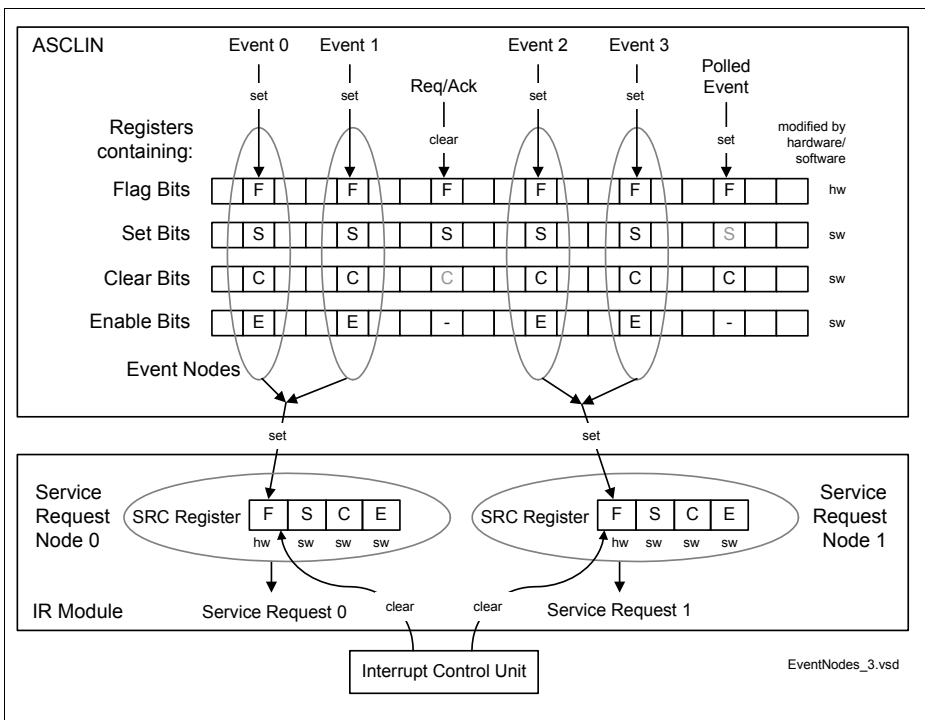 ASCLIN
Event 0 Event 1 Event 2 Event 3
Polled
Event
Req/Ack
set set set set
clear set
Registers
containing:
modified by
hardware/
software
Flag Bits F F F F F F hw
Set Bits S S S S S S sw
Clear Bits C C C C C C sw
Enable Bits E E - E E - sw
Event Nodes
set set
Service
Request
Node 0
SRC Register F S C E
hw sw sw sw
SRC Register F S C E
hw sw sw sw
Service
Request
Node 1
IR Module Service Request 0 clear clear Service Request 1
Interrupt Control Unit
EventNodes_3.vsd